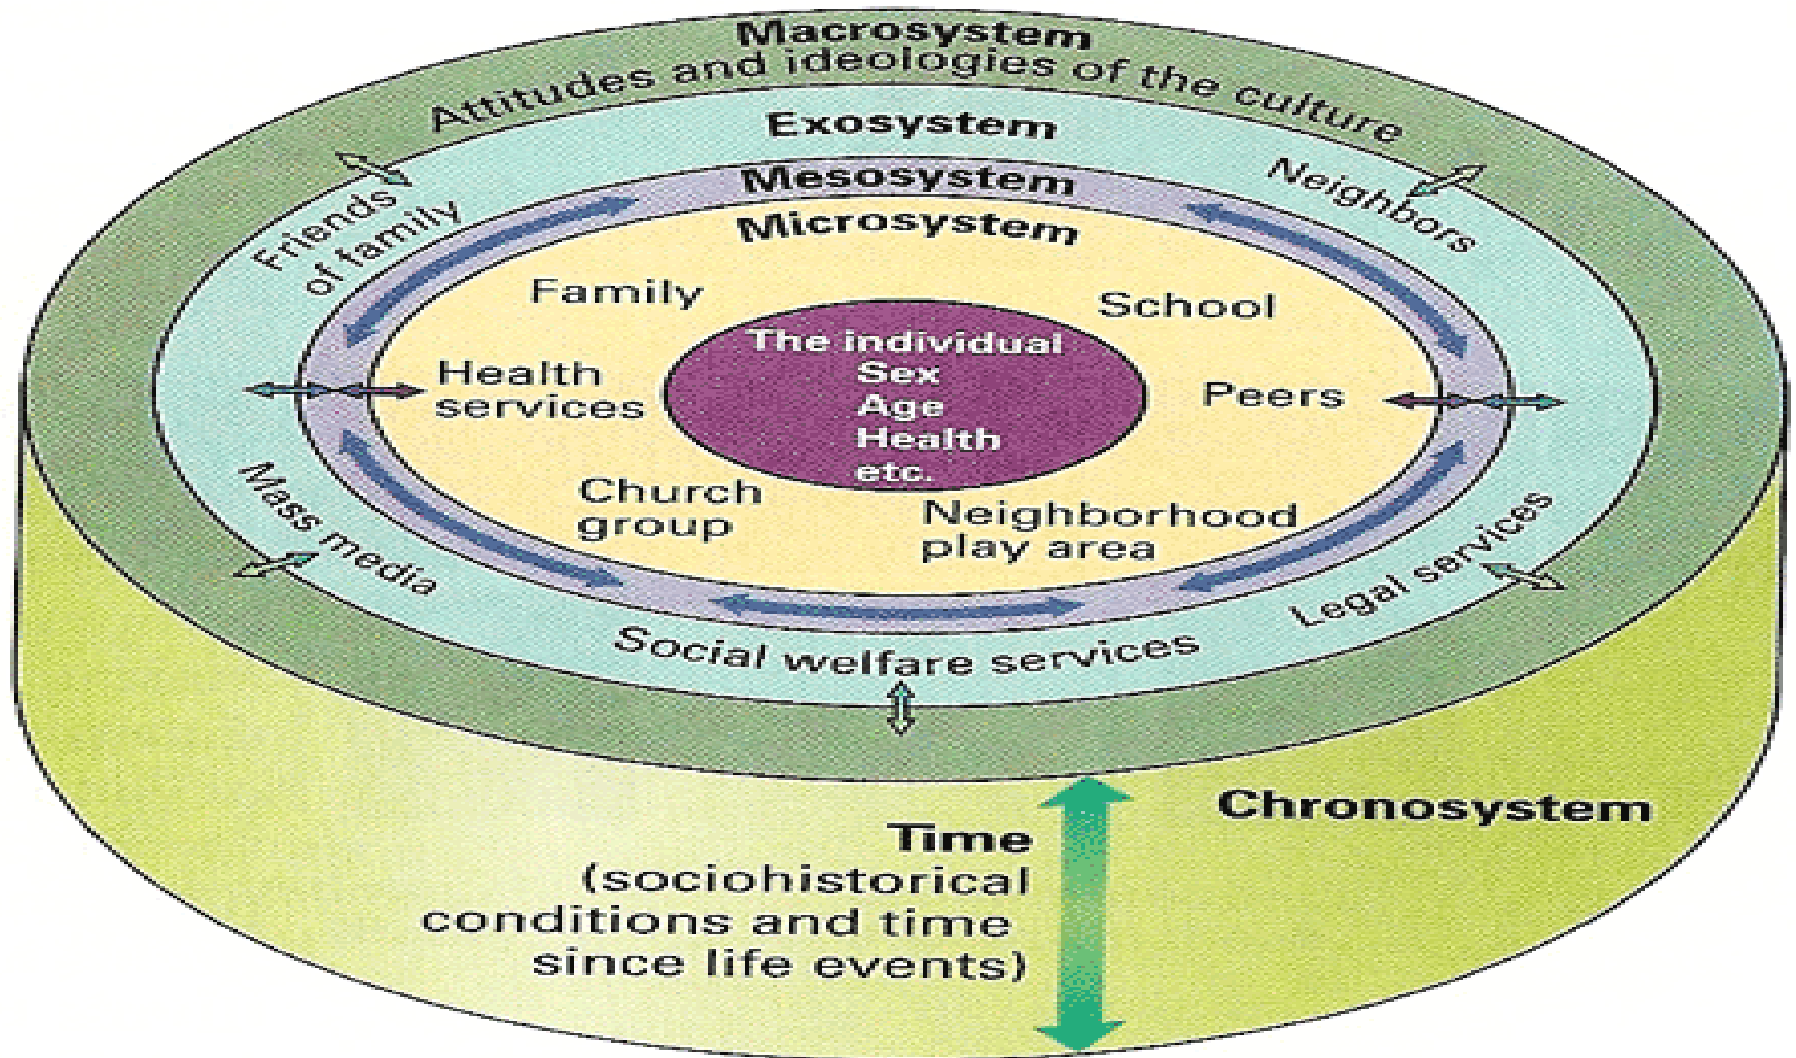 Macrosystem
Attitudes and ideologies of the culture
Exosystem
Mesosystem
Microsystem
Friends
of family
Neighbors
Family
School
The individual
Sex
Age
Health
etc.
Health
services
Peers
Church
group
Neighborhood
play area
Mass media
Legal services
Social welfare services
Chronosystem
Time
(sociohistorical
conditions and time
since life events)